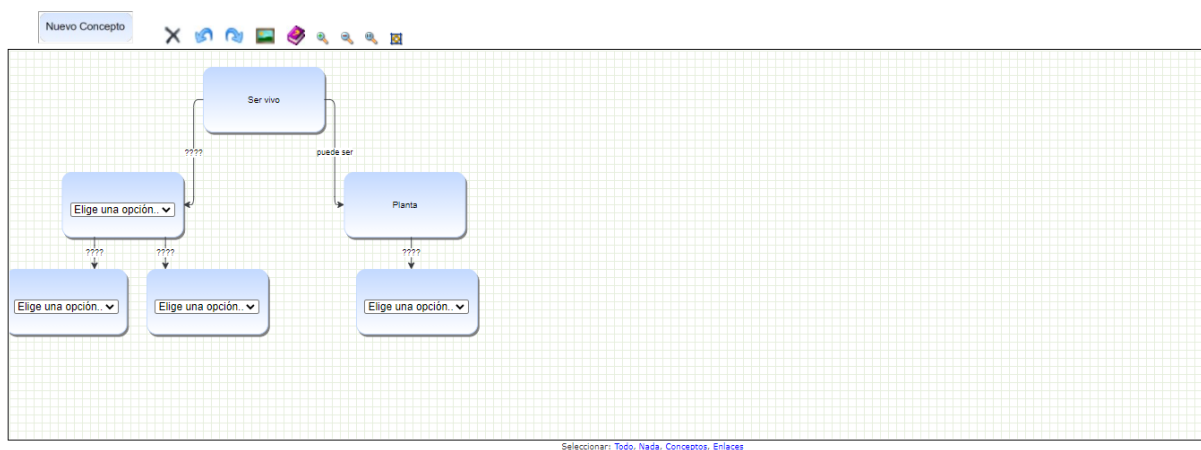 Nuevo Concepto
Ser vivo
????
puede ser
Elige una opción..
Planta
????
????
????
Elige una opción..
Elige una opción..
Elige una opción..
Seleccionar: Todo, Nada, Conceptos, Enlaces